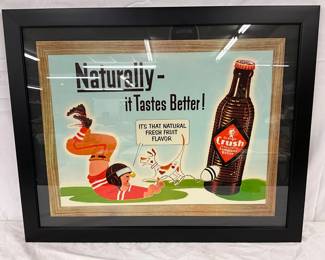 Naturally-
it Tastes Better!
IT'S THAT NATURAL
FRESH FRUIT
FLAVOR
Crush